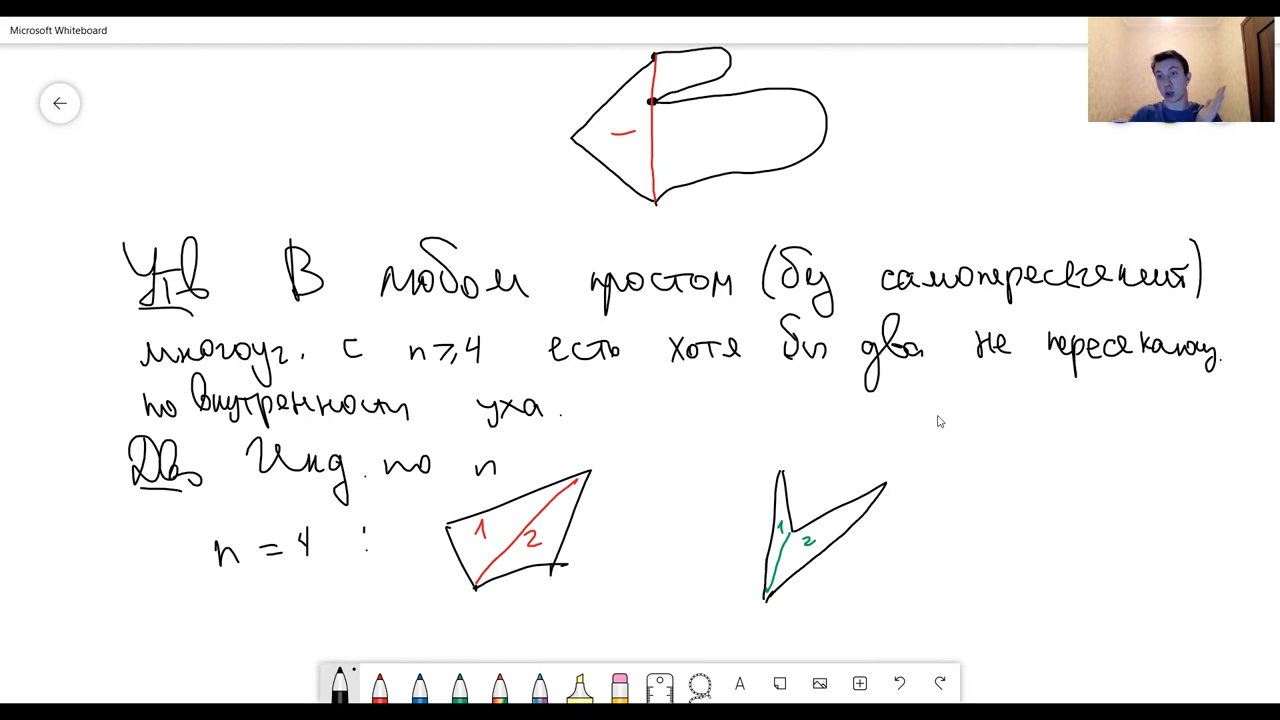 Microsoft Whiteboard
Утв В любом простом (без самопересечений)
многоуг. с n ≥ 4 есть хотя бы два не пересекающ.
по внутренности уха.
Док Инд. по n
n = 4 :
1 2
1 2
A